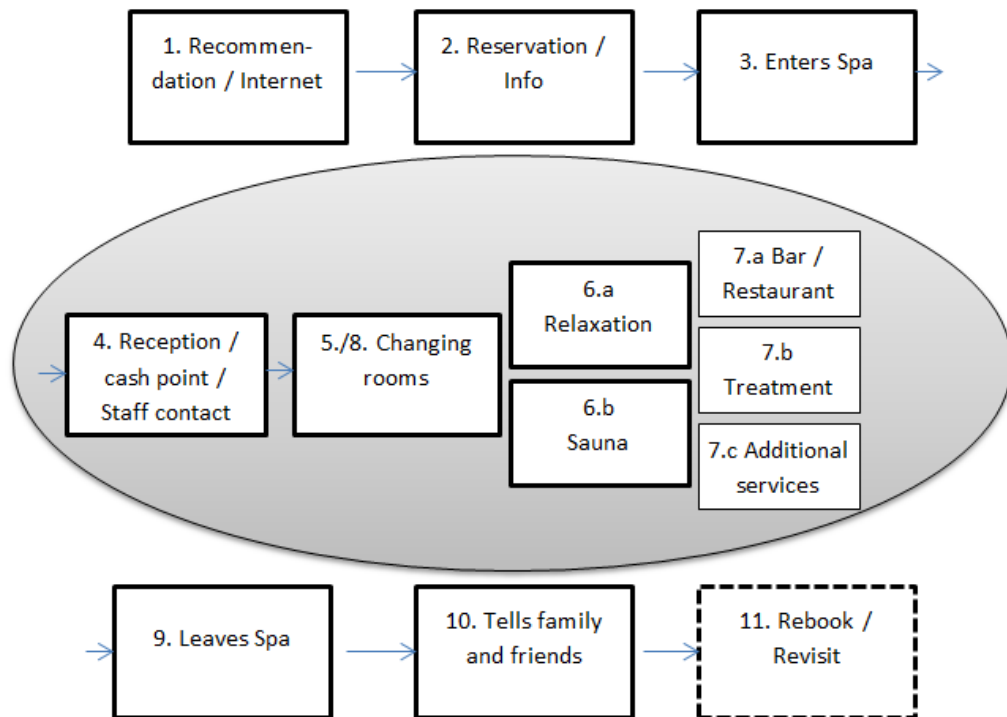 1. Recommen-
dation / Internet
2. Reservation /
Info
3. Enters Spa
4. Reception /
cash point /
Staff contact
5./8. Changing
rooms
6.a
Relaxation
6.b
Sauna
7.a Bar /
Restaurant
7.b
Treatment
7.c Additional
services
9. Leaves Spa
10. Tells family
and friends
11. Rebook /
Revisit